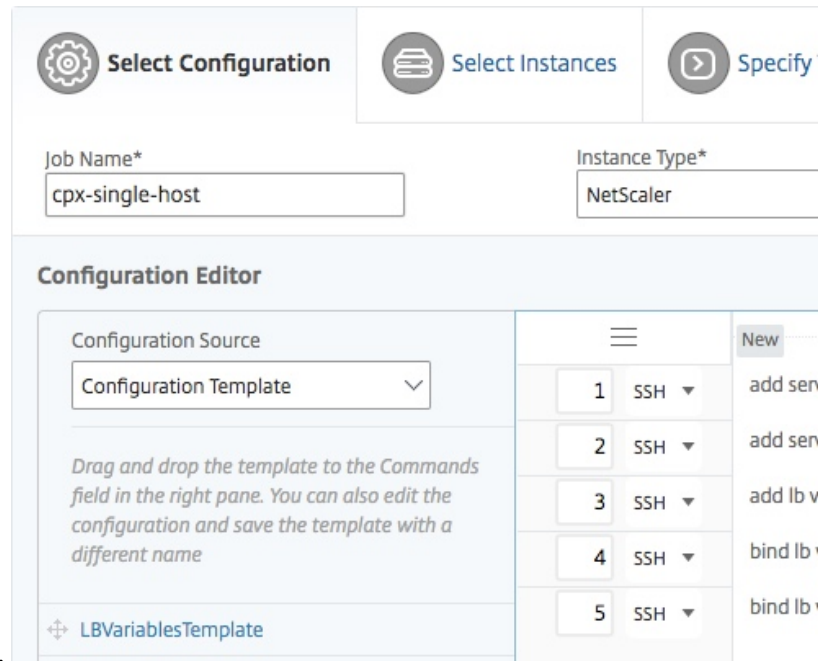 Select Configuration
Select Instances
Specify
Job Name*
cpx-single-host
Instance Type*
NetScaler
Configuration Editor
Configuration Source
Configuration Template
Drag and drop the template to the Commands
field in the right pane. You can also edit the
configuration and save the template with a
different name
LBVariablesTemplate
New
1 SSH add serv
2 SSH add serv
3 SSH add lb v
4 SSH bind lb v
5 SSH bind lb v